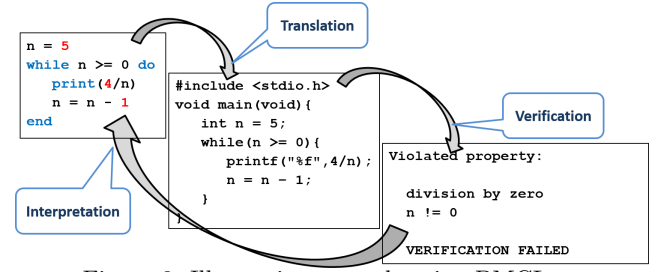 Translation
n = 5
while n >= 0 do
print(4/n)
n = n - 1
end
#include <stdio.h>
void main(void){
int n = 5;
while(n >= 0){
printf("%f",4/n);
n = n - 1;
}
}
Verification
Violated property:
division by zero
n != 0
VERIFICATION FAILED
Interpretation